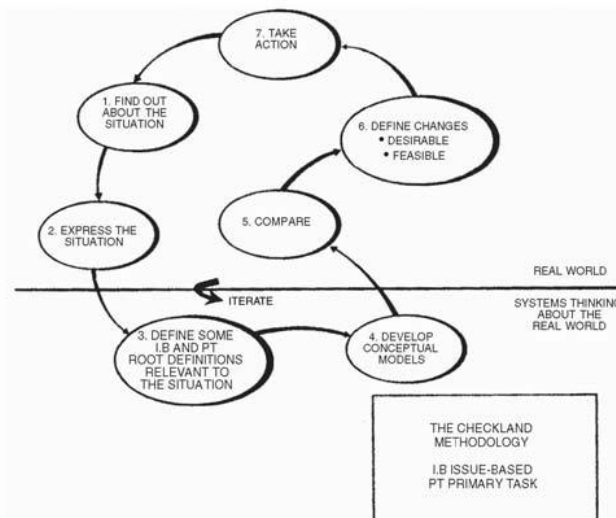 7. TAKE
ACTION
1. FIND OUT
ABOUT THE
SITUATION
6. DEFINE CHANGES
• DESIRABLE
• FEASIBLE
2. EXPRESS THE
SITUATION
5. COMPARE
REAL WORLD
ITERATE
SYSTEMS THINKING
ABOUT THE
REAL WORLD
3. DEFINE SOME
I.B AND PT
ROOT DEFINITIONS
RELEVANT TO
THE SITUATION
4. DEVELOP
CONCEPTUAL
MODELS
THE CHECKLAND
METHODOLOGY
I.B ISSUE-BASED
PT PRIMARY TASK